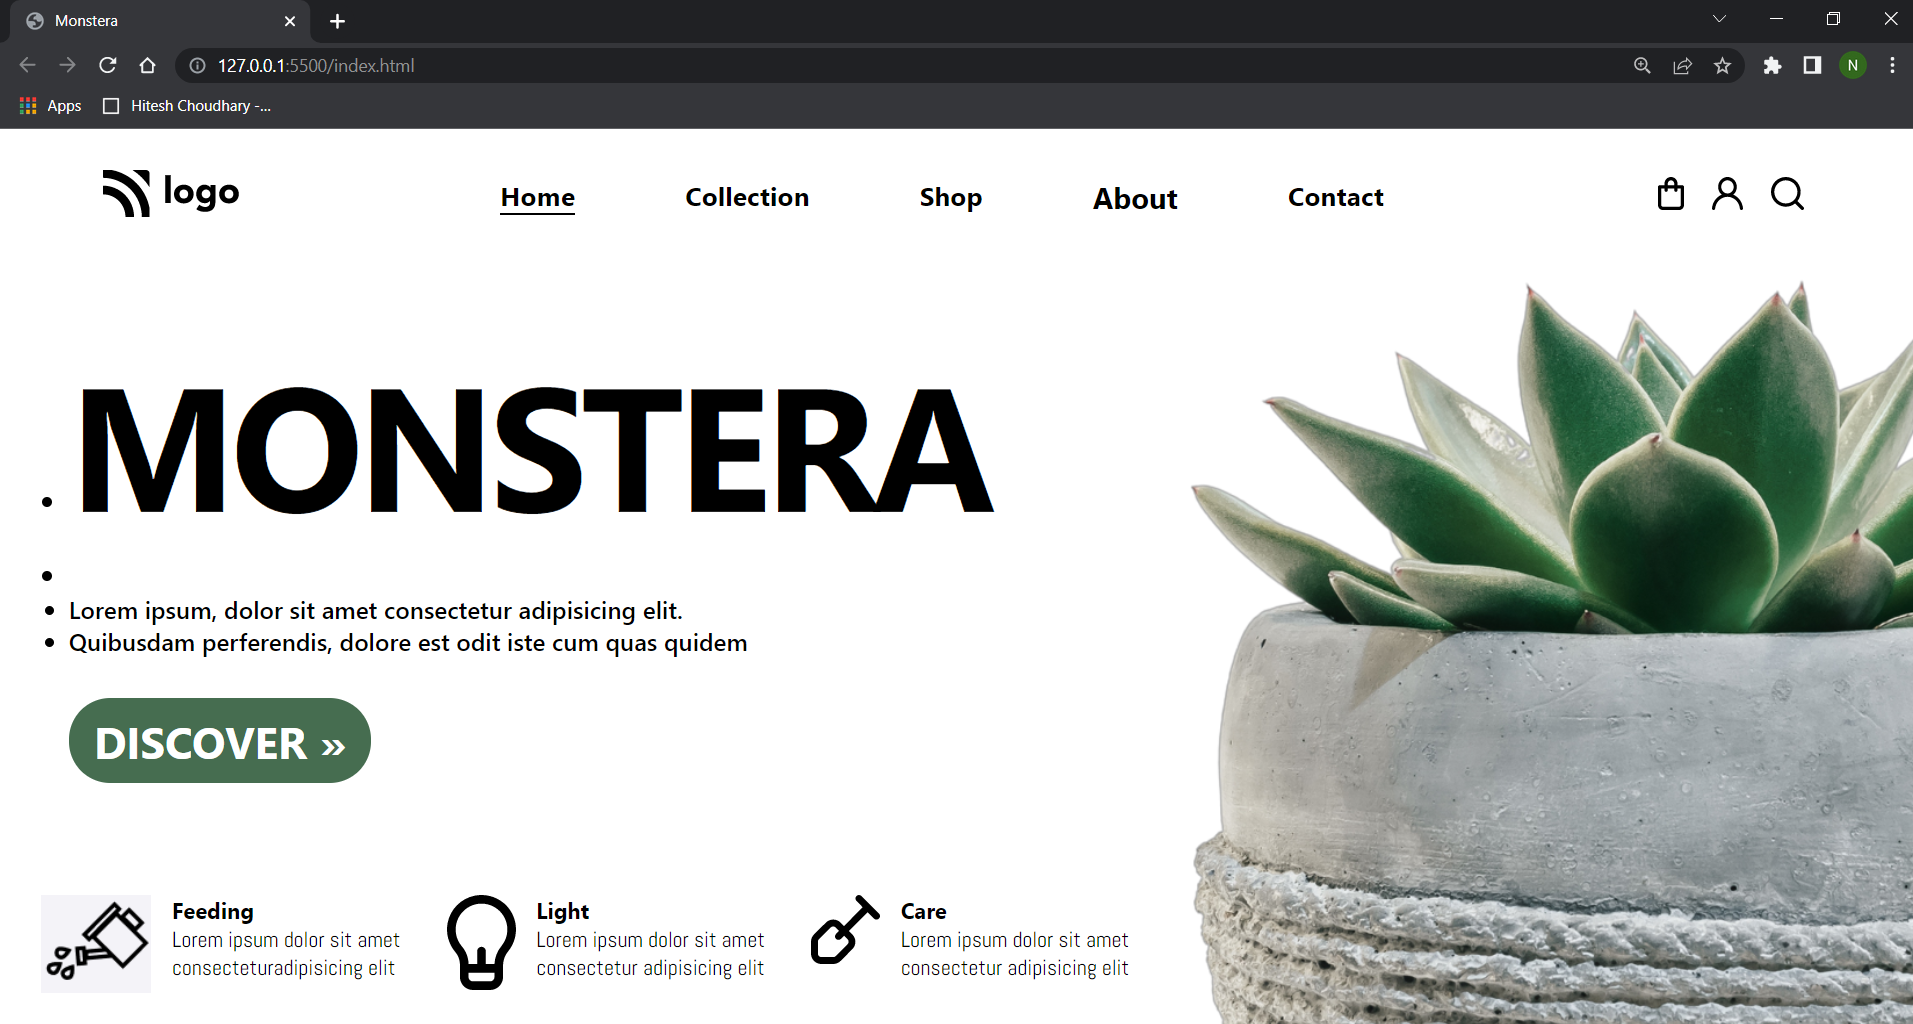 Monstera
127.0.0.1:5500/index.html
N
Apps
Hitesh Choudhary -...
logo
Home
Collection
Shop
About
Contact
MONSTERA
Lorem ipsum, dolor sit amet consectetur adipisicing elit.
Quibusdam perferendis, dolore est odit iste cum quas quidem
DISCOVER »
Feeding
Lorem ipsum dolor sit amet
consecteturadipisicing elit
Light
Lorem ipsum dolor sit amet
consectetur adipisicing elit
Care
Lorem ipsum dolor sit amet
consectetur adipisicing elit